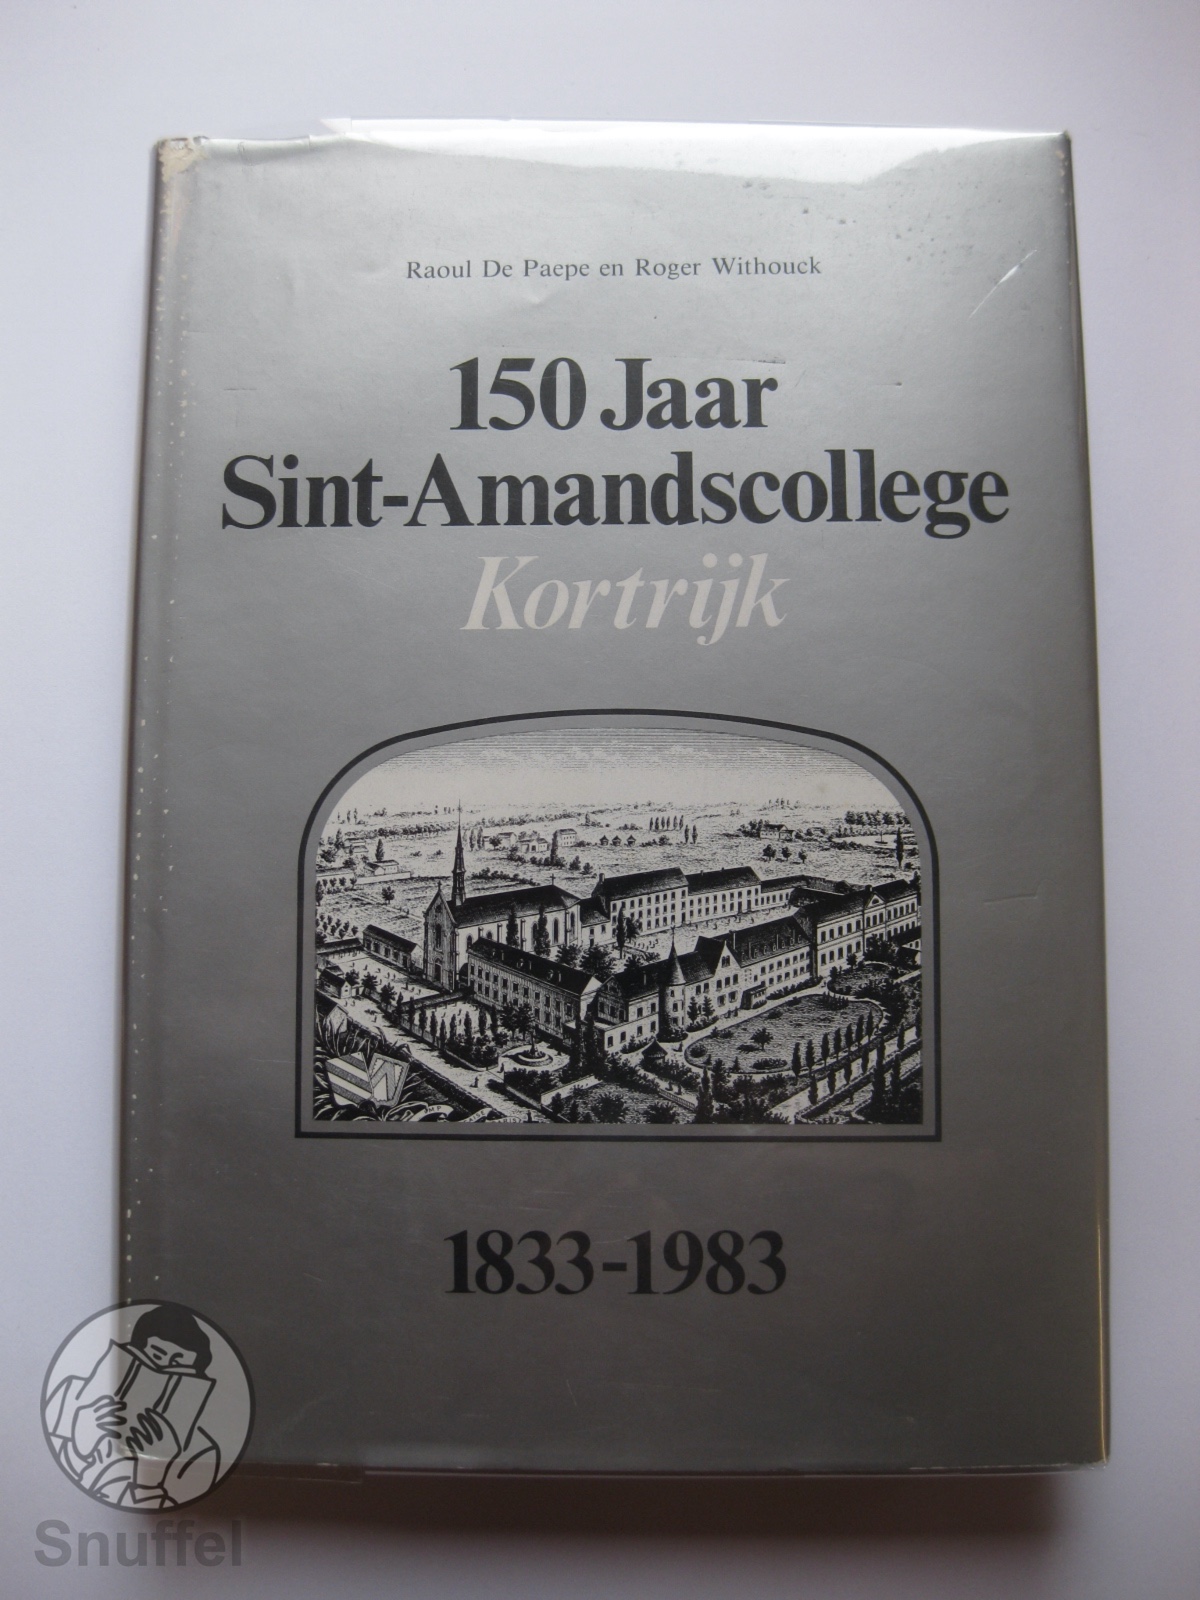 Raoul De Paepe en Roger Withouck
150 Jaar
Sint-Amandscollege
Kortrijk
1833-1983
Snuffel